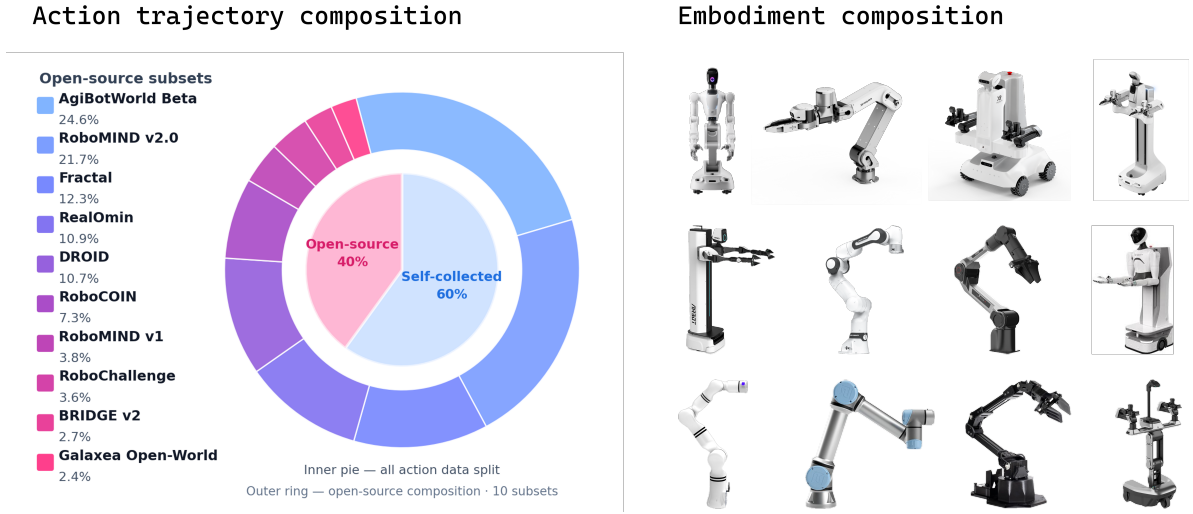 Action trajectory composition
Embodiment composition
Open-source subsets
AgiBotWorld Beta
24.6%
RoboMIND v2.0
21.7%
Fractal
12.3%
RealOmin
10.9%
DROID
10.7%
RoboCOIN
7.3%
RoboMIND v1
3.8%
RoboChallenge
3.6%
BRIDGE v2
2.7%
Galaxea Open-World
2.4%
Open-source
40%
Self-collected
60%
Inner pie — all action data split
Outer ring — open-source composition · 10 subsets